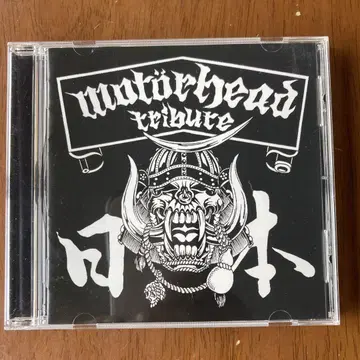 motörhead
tribute
日本